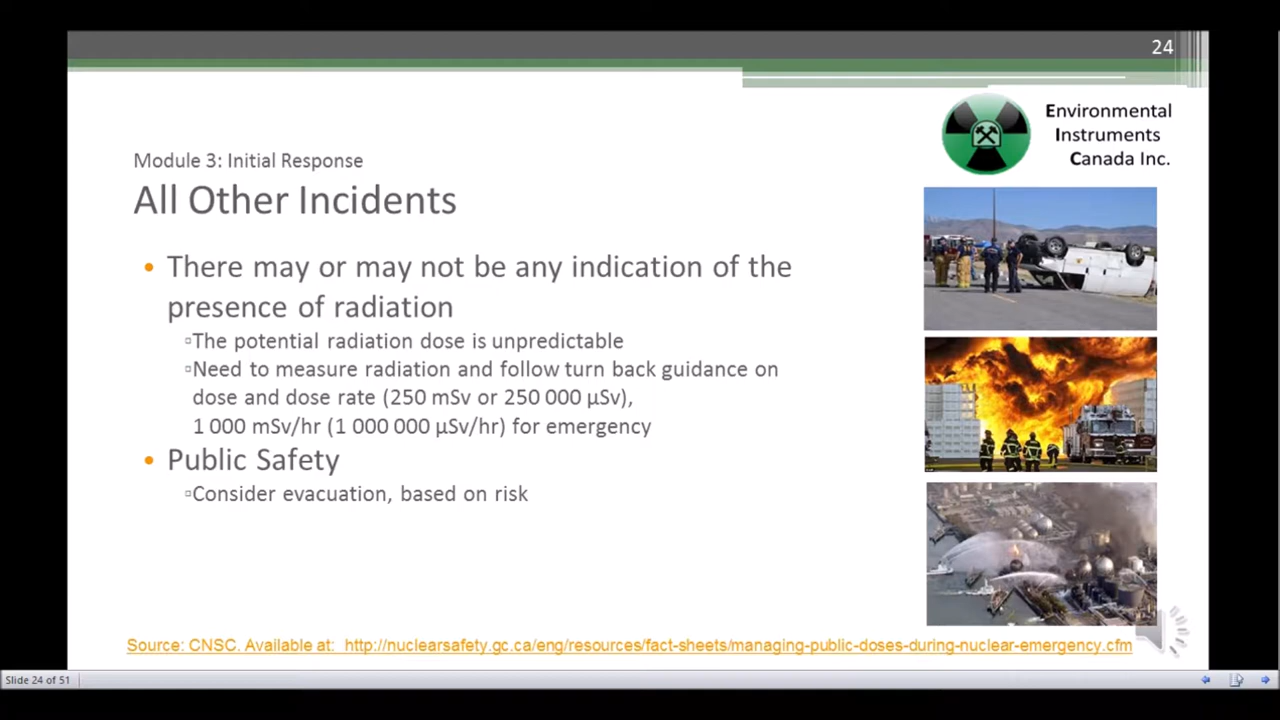 24
Environmental
Instruments
Canada Inc.
Module 3: Initial Response
All Other Incidents
• There may or may not be any indication of the
presence of radiation
▫The potential radiation dose is unpredictable
▫Need to measure radiation and follow turn back guidance on
dose and dose rate (250 mSv or 250 000 µSv),
1 000 mSv/hr (1 000 000 µSv/hr) for emergency
• Public Safety
▫Consider evacuation, based on risk
Source: CNSC. Available at: http://nuclearsafety.gc.ca/eng/resources/fact-sheets/managing-public-doses-during-nuclear-emergency.cfm
Slide 24 of 51